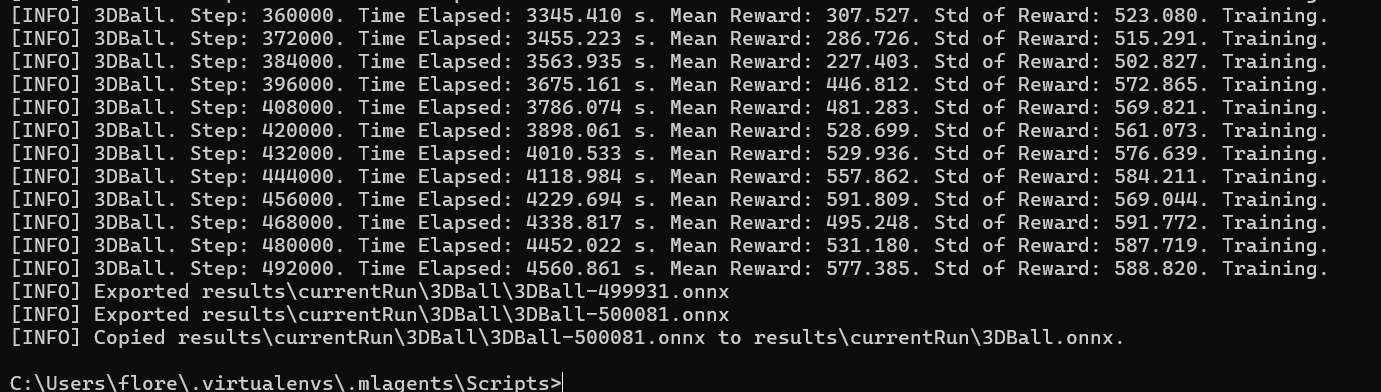 [INFO] 3DBall. Step: 360000. Time Elapsed: 3345.410 s. Mean Reward: 307.527. Std of Reward: 523.080. Training.
[INFO] 3DBall. Step: 372000. Time Elapsed: 3455.223 s. Mean Reward: 286.726. Std of Reward: 515.291. Training.
[INFO] 3DBall. Step: 384000. Time Elapsed: 3563.935 s. Mean Reward: 227.403. Std of Reward: 502.827. Training.
[INFO] 3DBall. Step: 396000. Time Elapsed: 3675.161 s. Mean Reward: 446.812. Std of Reward: 572.865. Training.
[INFO] 3DBall. Step: 408000. Time Elapsed: 3786.074 s. Mean Reward: 481.283. Std of Reward: 569.821. Training.
[INFO] 3DBall. Step: 420000. Time Elapsed: 3898.061 s. Mean Reward: 528.699. Std of Reward: 561.073. Training.
[INFO] 3DBall. Step: 432000. Time Elapsed: 4010.533 s. Mean Reward: 529.936. Std of Reward: 576.639. Training.
[INFO] 3DBall. Step: 444000. Time Elapsed: 4118.984 s. Mean Reward: 557.862. Std of Reward: 584.211. Training.
[INFO] 3DBall. Step: 456000. Time Elapsed: 4229.694 s. Mean Reward: 591.809. Std of Reward: 569.044. Training.
[INFO] 3DBall. Step: 468000. Time Elapsed: 4338.817 s. Mean Reward: 495.248. Std of Reward: 591.772. Training.
[INFO] 3DBall. Step: 480000. Time Elapsed: 4452.022 s. Mean Reward: 531.180. Std of Reward: 587.719. Training.
[INFO] 3DBall. Step: 492000. Time Elapsed: 4560.861 s. Mean Reward: 577.385. Std of Reward: 588.820. Training.
[INFO] Exported results\currentRun\3DBall\3DBall-499931.onnx
[INFO] Exported results\currentRun\3DBall\3DBall-500081.onnx
[INFO] Copied results\currentRun\3DBall\3DBall-500081.onnx to results\currentRun\3DBall.onnx.
C:\Users\flore\.virtualenvs\.mlagents\Scripts>